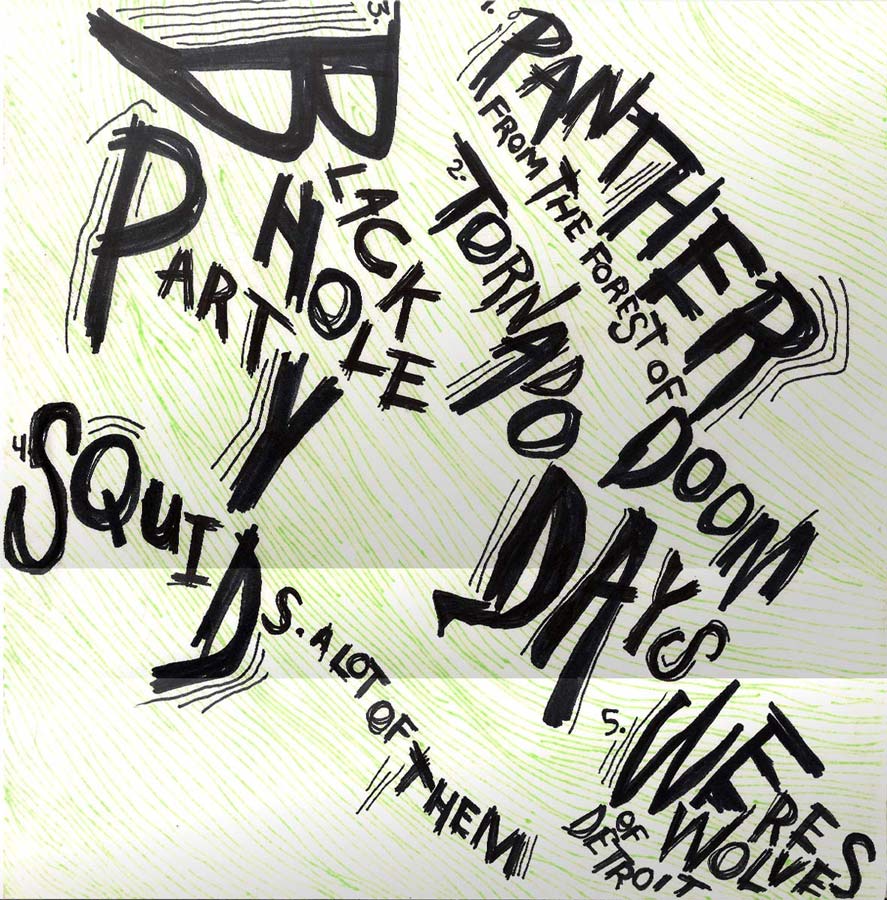 1. PANTHER
FROM THE FOREST OF DOOM
2. TORNADO DAYS
3. BLACK
HOLE
PARTY
4. SQUIDS. A LOT OF THEM
5. WERES
WOLVES
OF
DETROIT